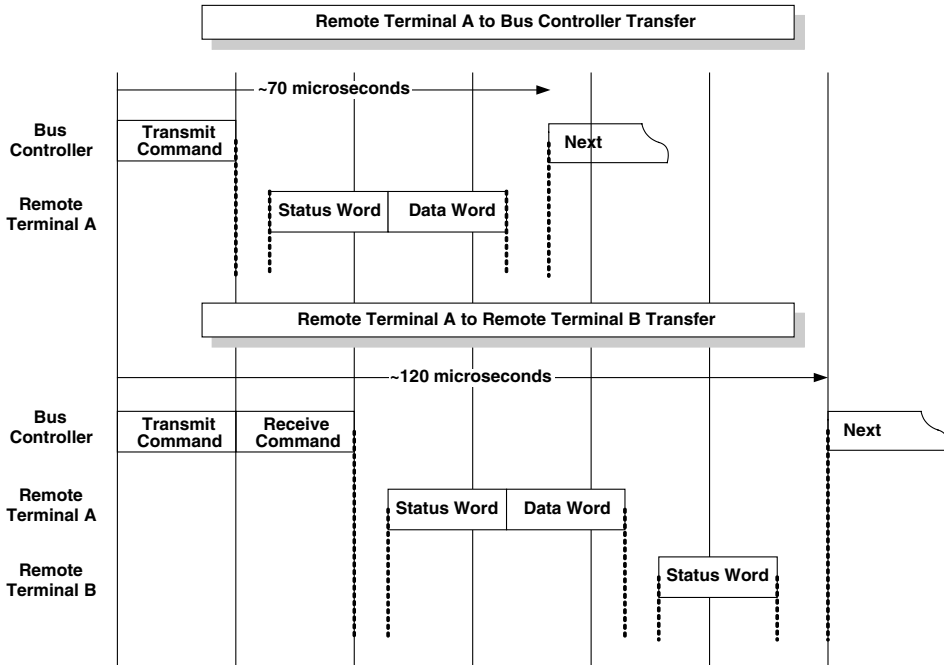 Remote Terminal A to Bus Controller Transfer
~70 microseconds
Bus
Controller
Transmit
Command
Next
Remote
Terminal A
Status Word
Data Word
Remote Terminal A to Remote Terminal B Transfer
~120 microseconds
Bus
Controller
Transmit
Command
Receive
Command
Next
Remote
Terminal A
Status Word
Data Word
Remote
Terminal B
Status Word